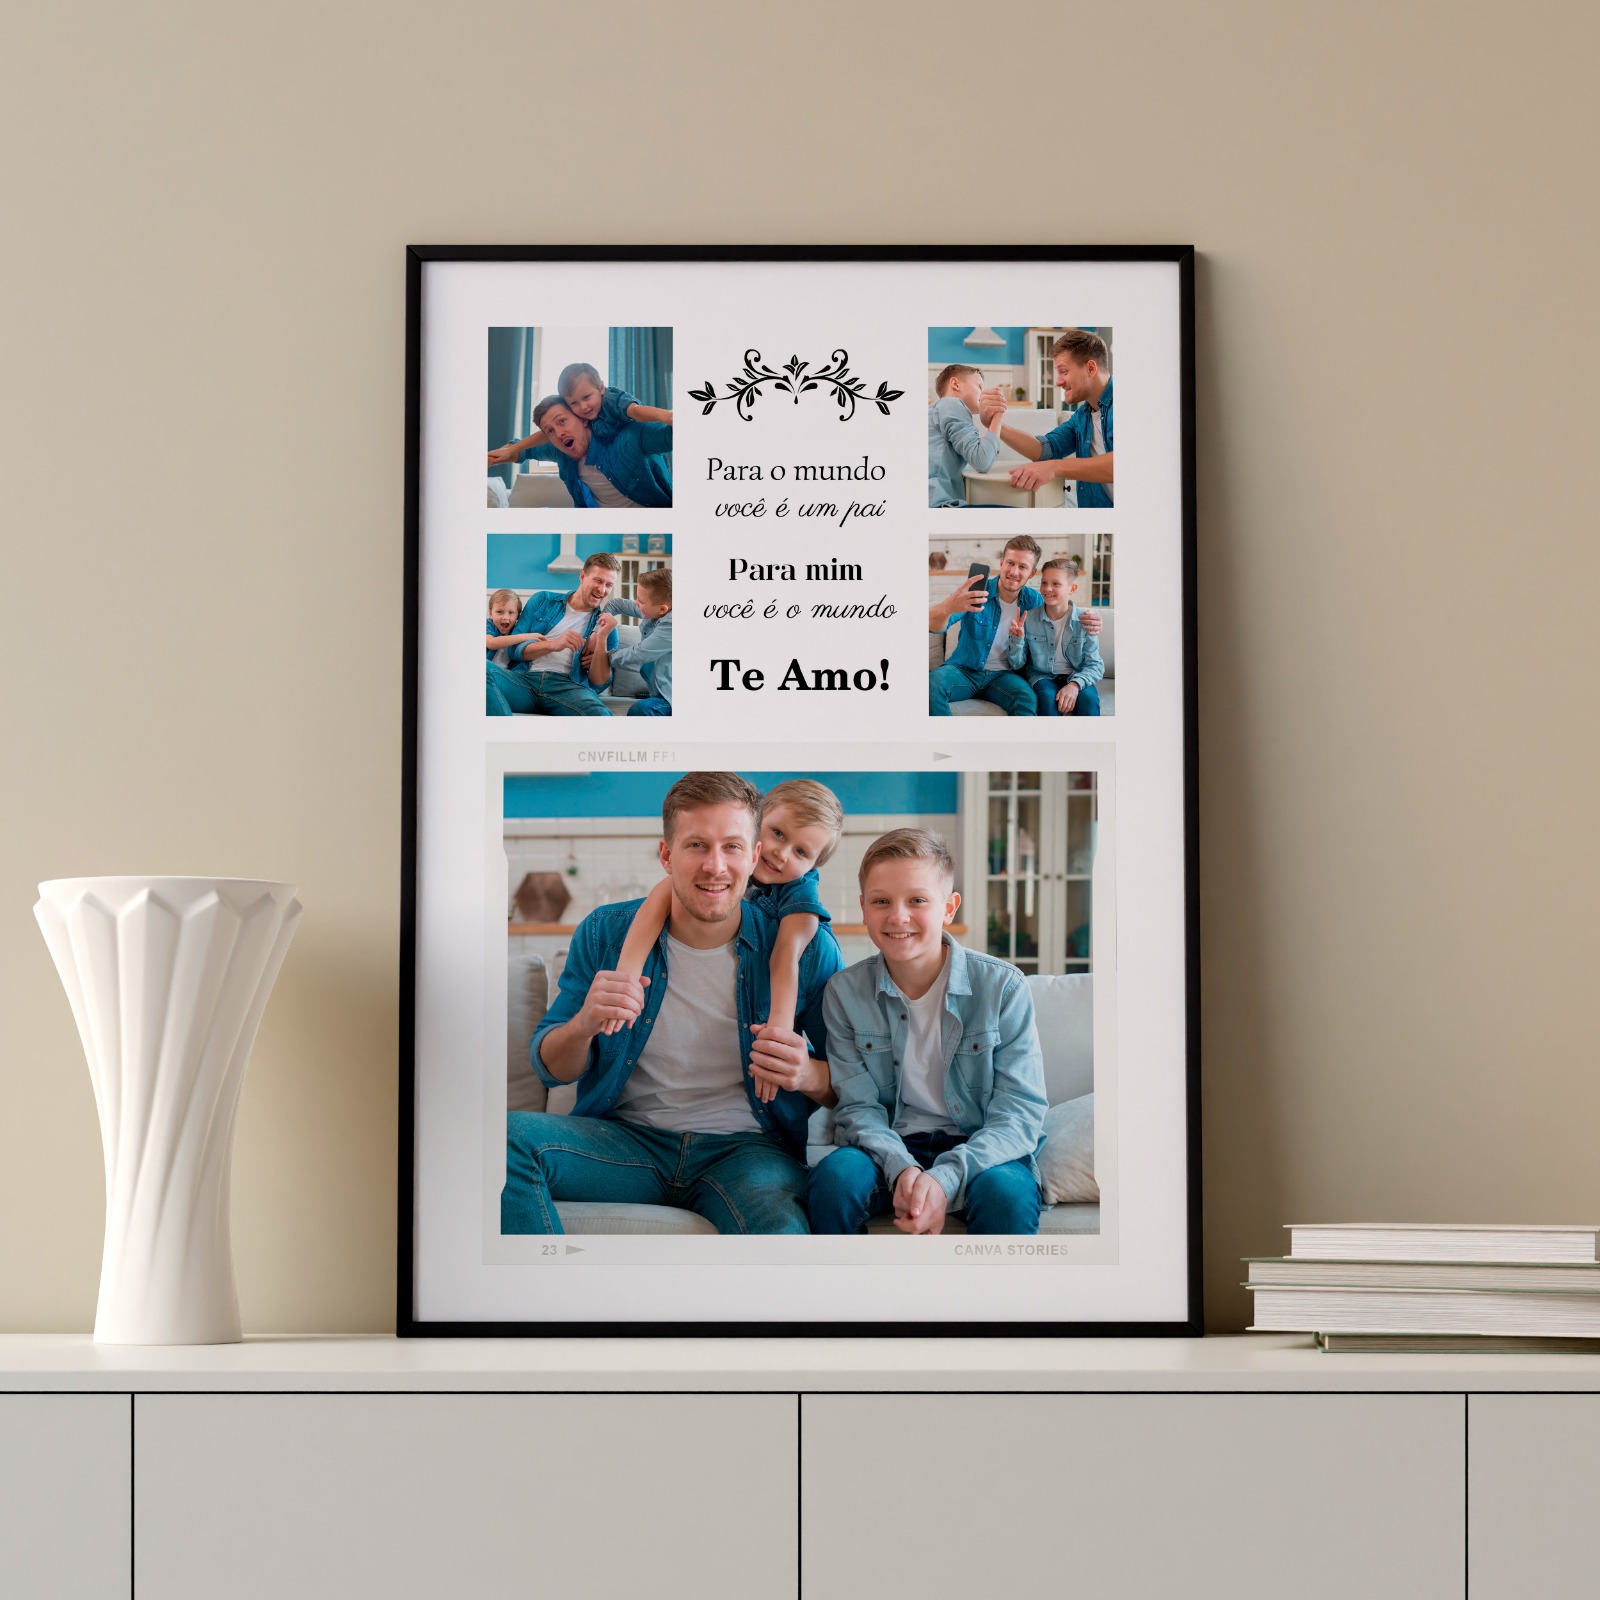 Para o mundo
você é um pai
Para mim
você é o mundo
Te Amo!
CNVFILLM FF1
23
CANVA STORIES